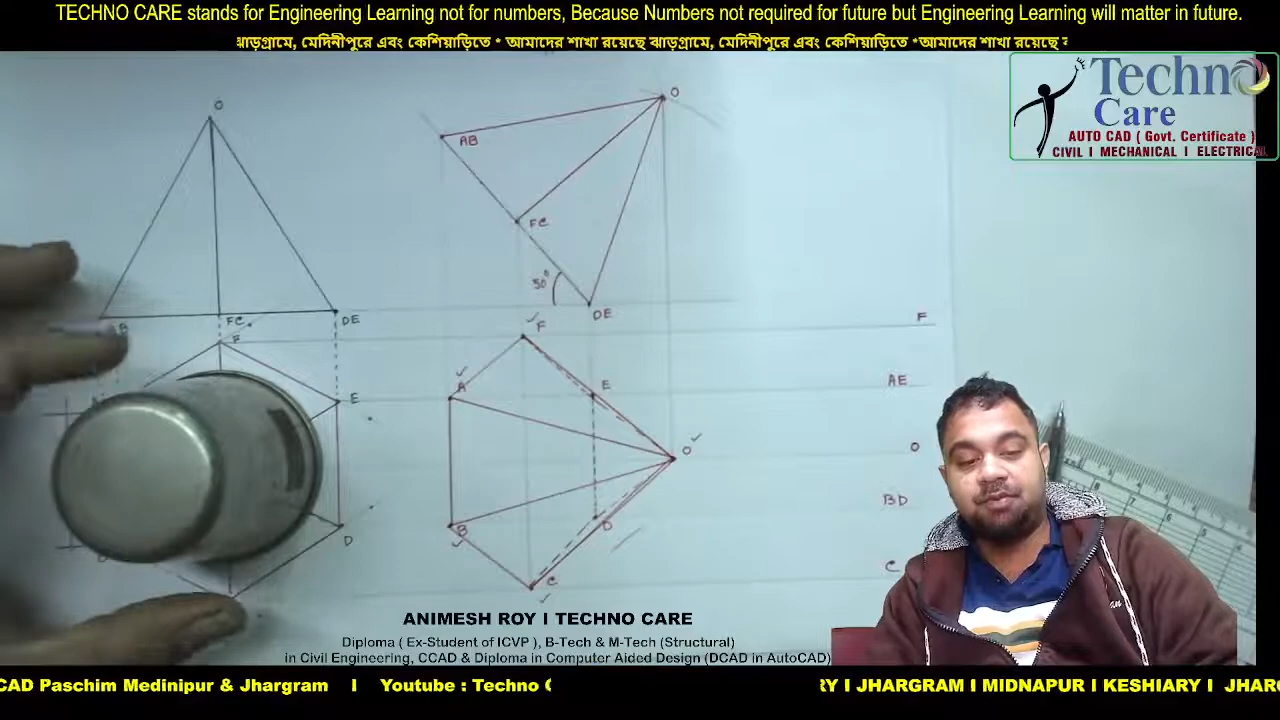 TECHNO CARE stands for Engineering Learning not for numbers, Because Numbers not required for future but Engineering Learning will matter in future.
ঝাড়গ্রামে, মেদিনীপুরে এবং কেশিয়াড়িতে * আমাদের শাখা রয়েছে ঝাড়গ্রামে, মেদিনীপুরে এবং কেশিয়াড়িতে *আমাদের শাখা রয়েছে
Techno
Care
AUTO CAD ( Govt. Certificate )
CIVIL I MECHANICAL I ELECTRICAL
O
O
AB
FC
30°
FC
DE
DE
F
F
F
A
E
AE
E
O
O
BD
B
D
D
C
C
ANIMESH ROY I TECHNO CARE
Diploma ( Ex-Student of ICVP ), B-Tech & M-Tech (Structural)
in Civil Engineering, CCAD & Diploma in Computer Aided Design (DCAD in AutoCAD)
CAD Paschim Medinipur & Jhargram I Youtube : Techno
RY I JHARGRAM I MIDNAPUR I KESHIARY I JHARG